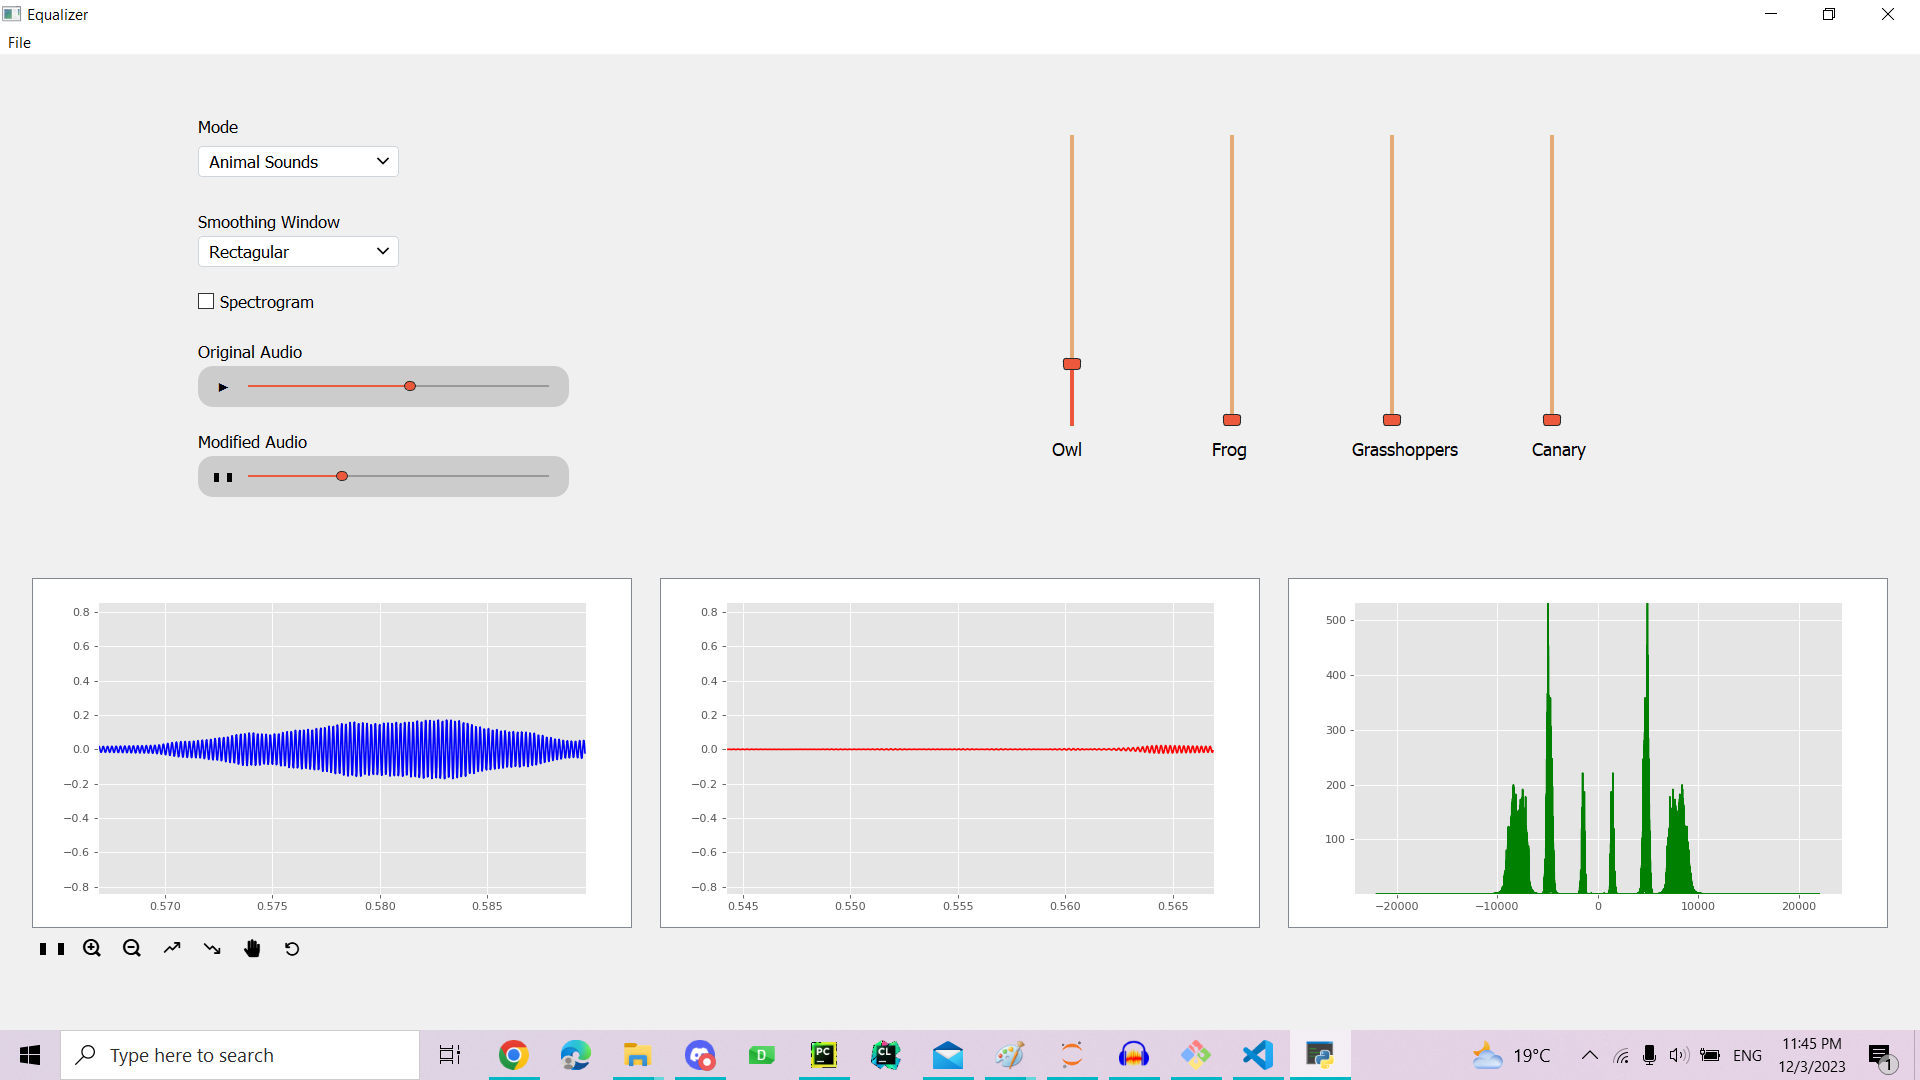 Equalizer
File
Mode
Animal Sounds
Smoothing Window
Rectagular
Spectrogram
Original Audio
Modified Audio
Owl
Frog
Grasshoppers
Canary
0.8
0.6
0.4
0.2
0.0
−0.2
−0.4
−0.6
−0.8
0.570 0.575 0.580 0.585
0.8
0.6
0.4
0.2
0.0
−0.2
−0.4
−0.6
−0.8
0.545 0.550 0.555 0.560 0.565
500
400
300
200
100
−20000 −10000 0 10000 20000
Type here to search
D
PC
CL
19°C
ENG
11:45 PM
12/3/2023
1